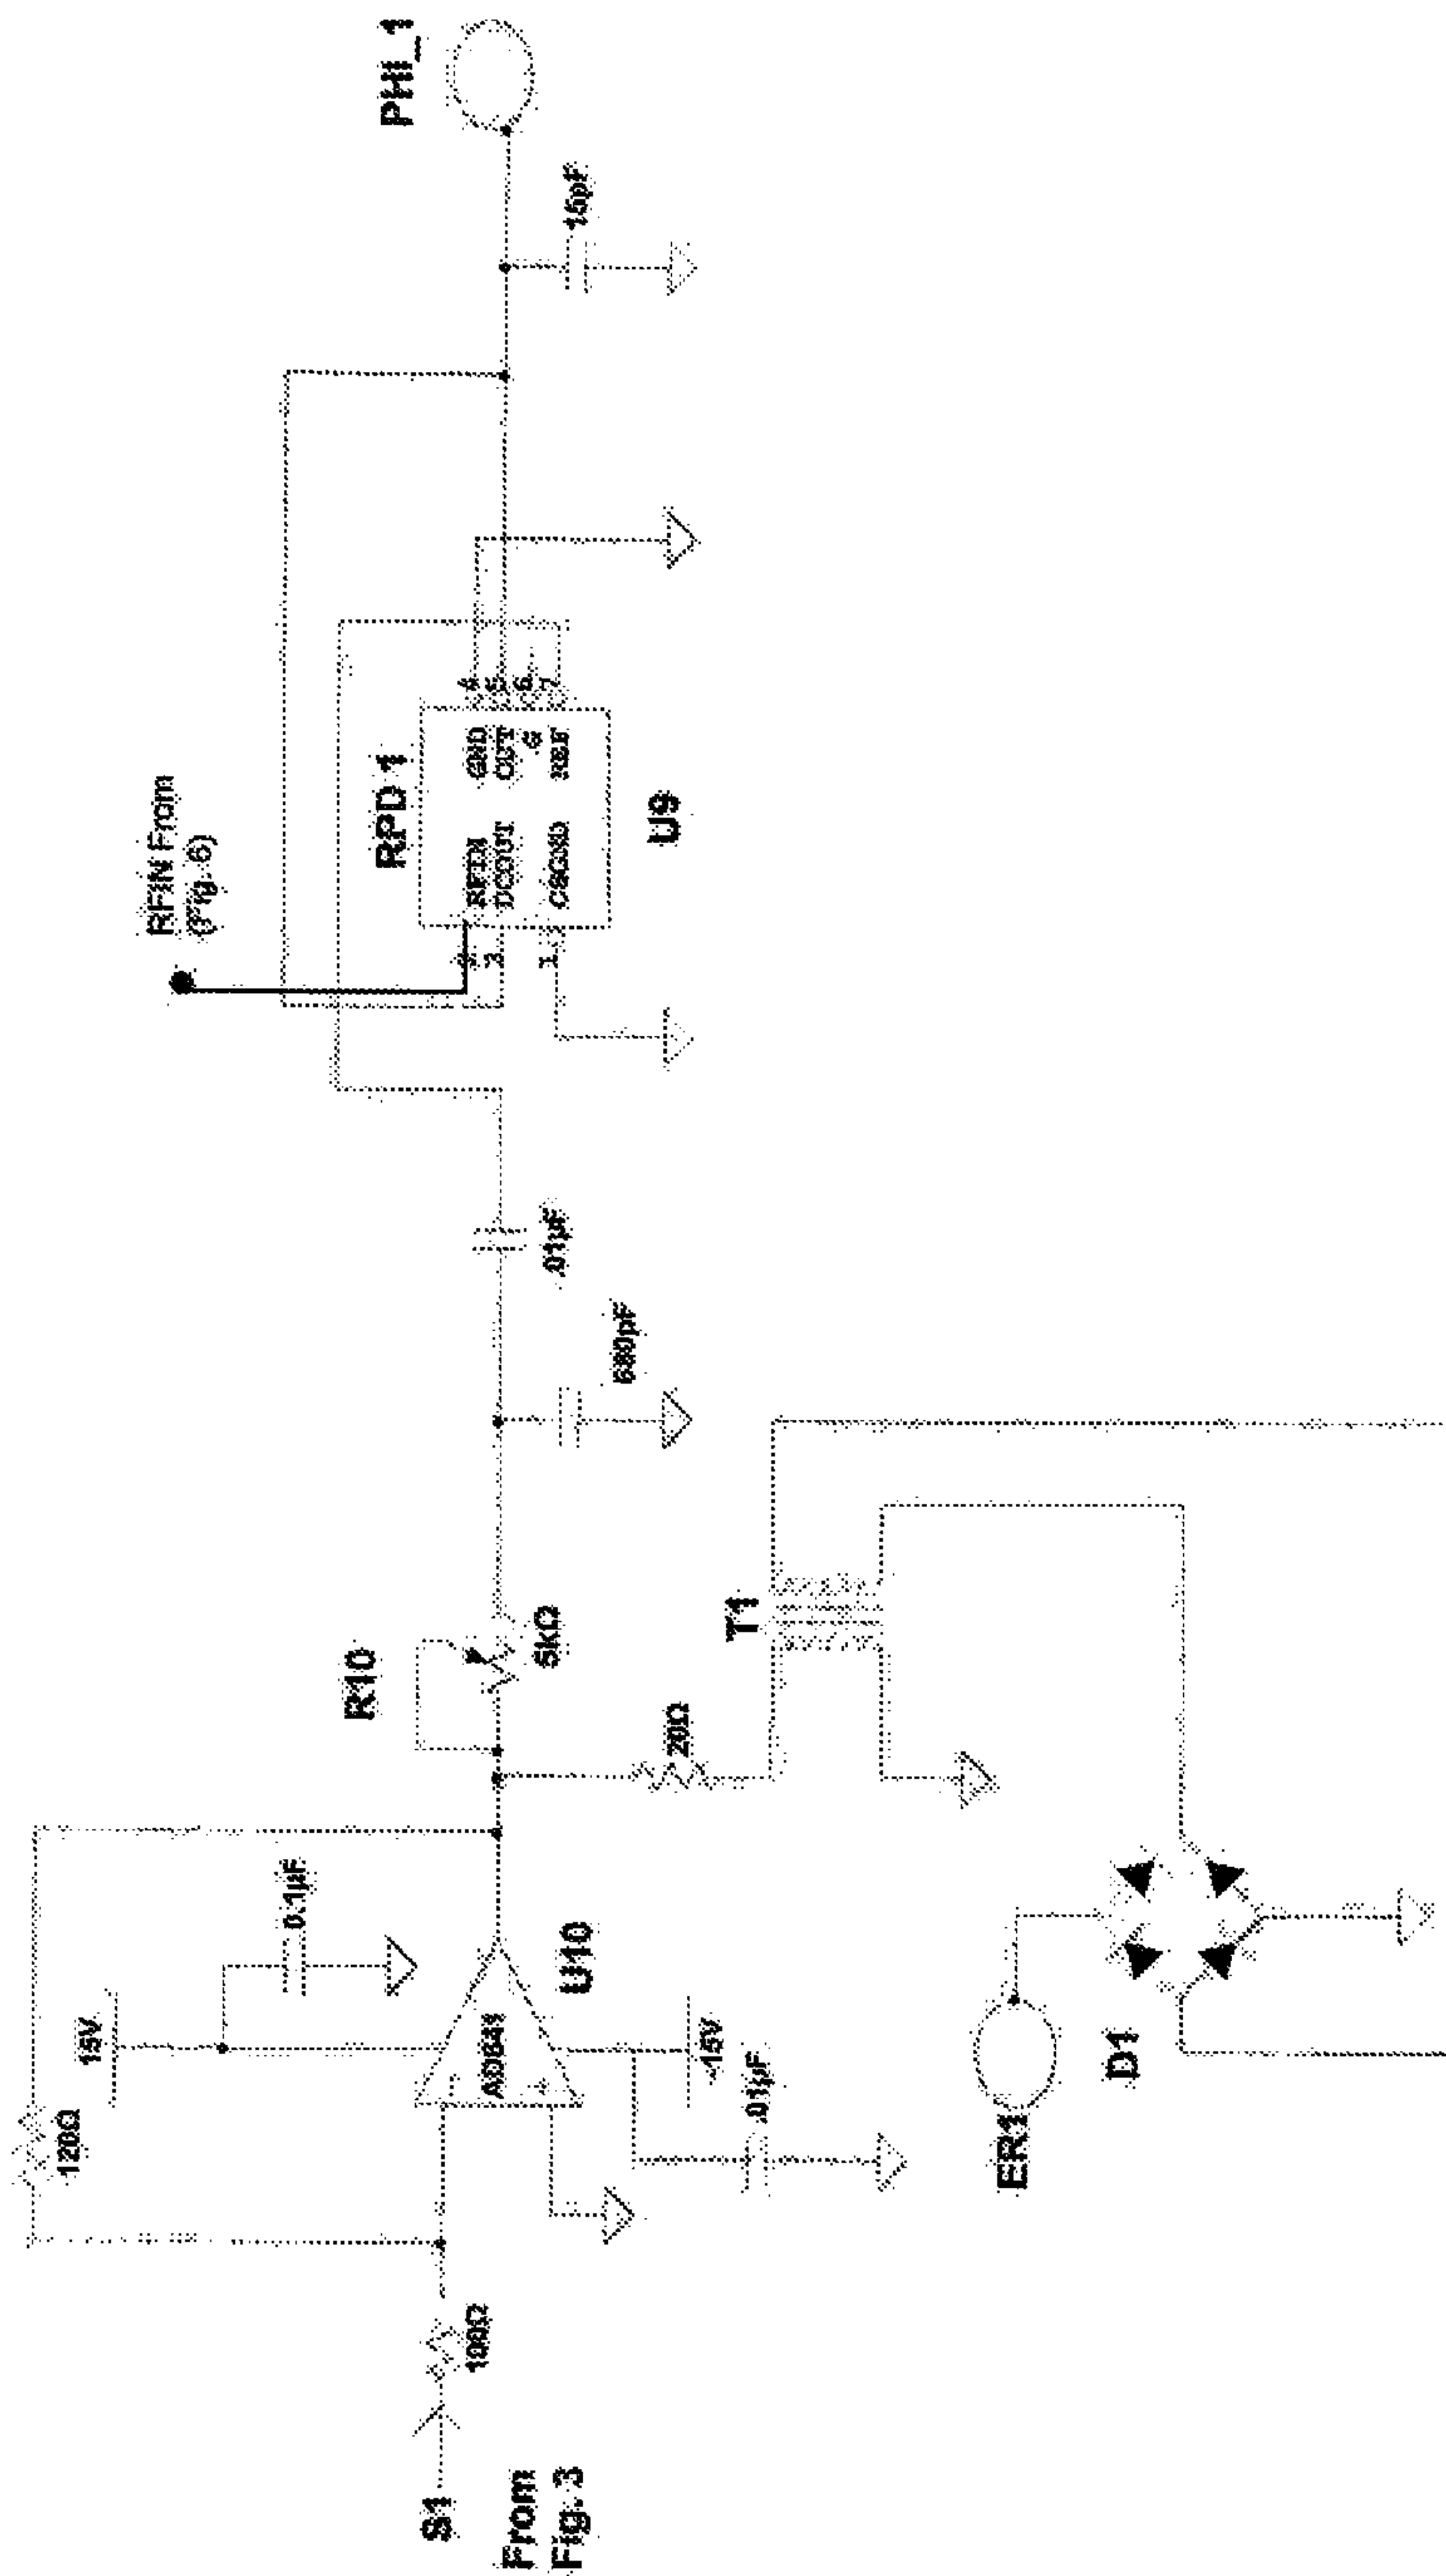 S1
From
Fig. 3
100Ω
120Ω
15V
0.1µF
AD841
U10
-15V
.01µF
R10
5kΩ
20Ω
T1
ER1
D1
680pF
.01µF
RFIN From
(Fig. 6)
RPD 1
RFIN
DCOUT
CSGND
GND
OUT
G
REF
3
1
4
5
6
7
U9
15pF
PHI_1